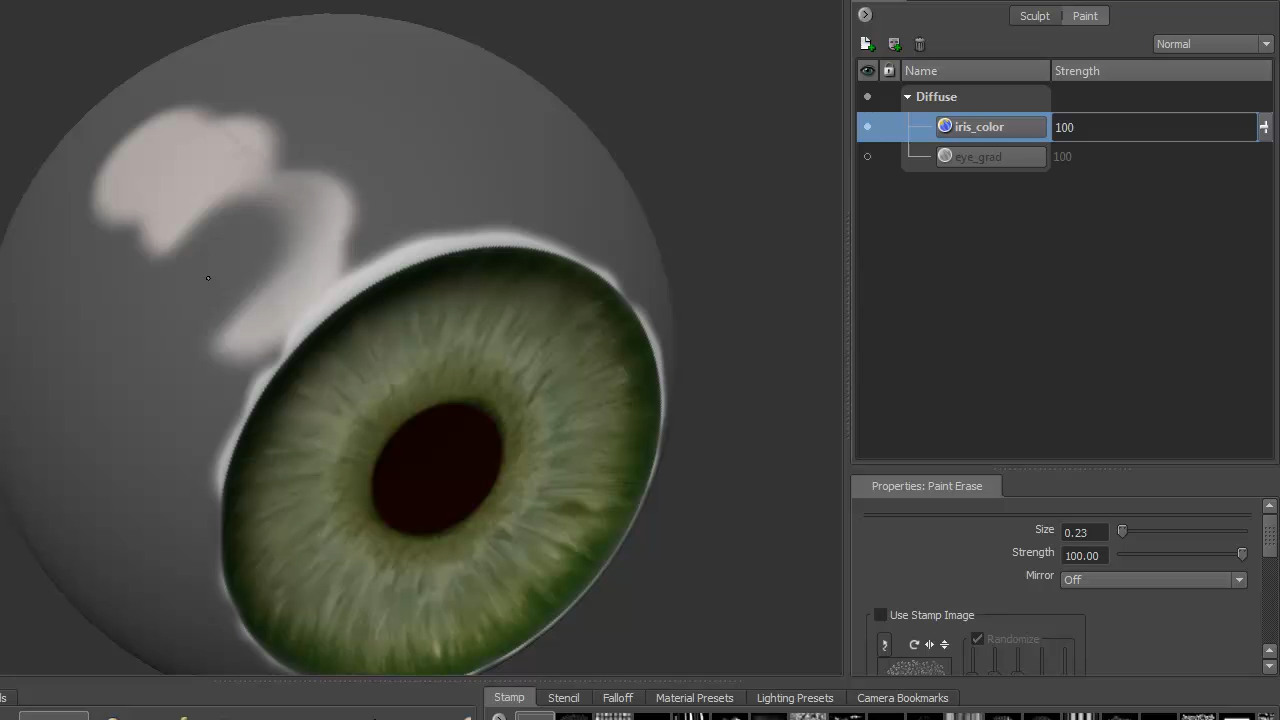 Sculpt Paint
Normal
Name Strength
Diffuse
iris_color 100
eye_grad 100
Properties: Paint Erase
Size 0.23
Strength 100.00
Mirror Off
Use Stamp Image
Randomize
ls Stamp Stencil Falloff Material Presets Lighting Presets Camera Bookmarks